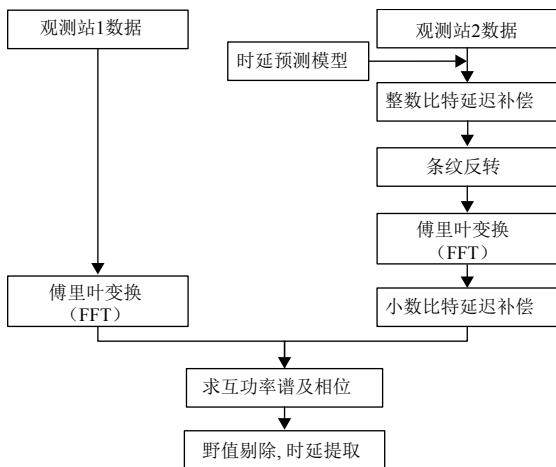 观测站1数据
观测站2数据
时延预测模型
整数比特延迟补偿
条纹反转
傅里叶变换
（FFT）
傅里叶变换
（FFT）
小数比特延迟补偿
求互功率谱及相位
野值剔除, 时延提取